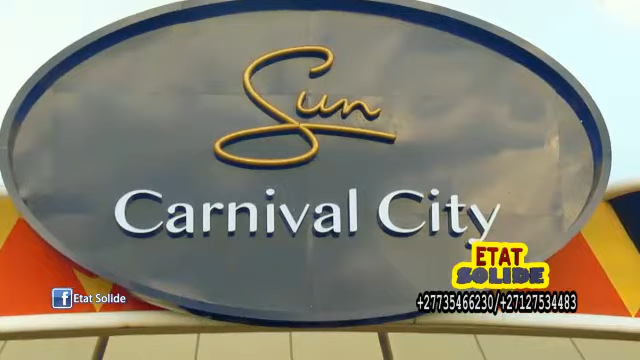 Sun
Carnival City
ETAT
SOLIDE
Etat Solide
+27735466230/+27127534483